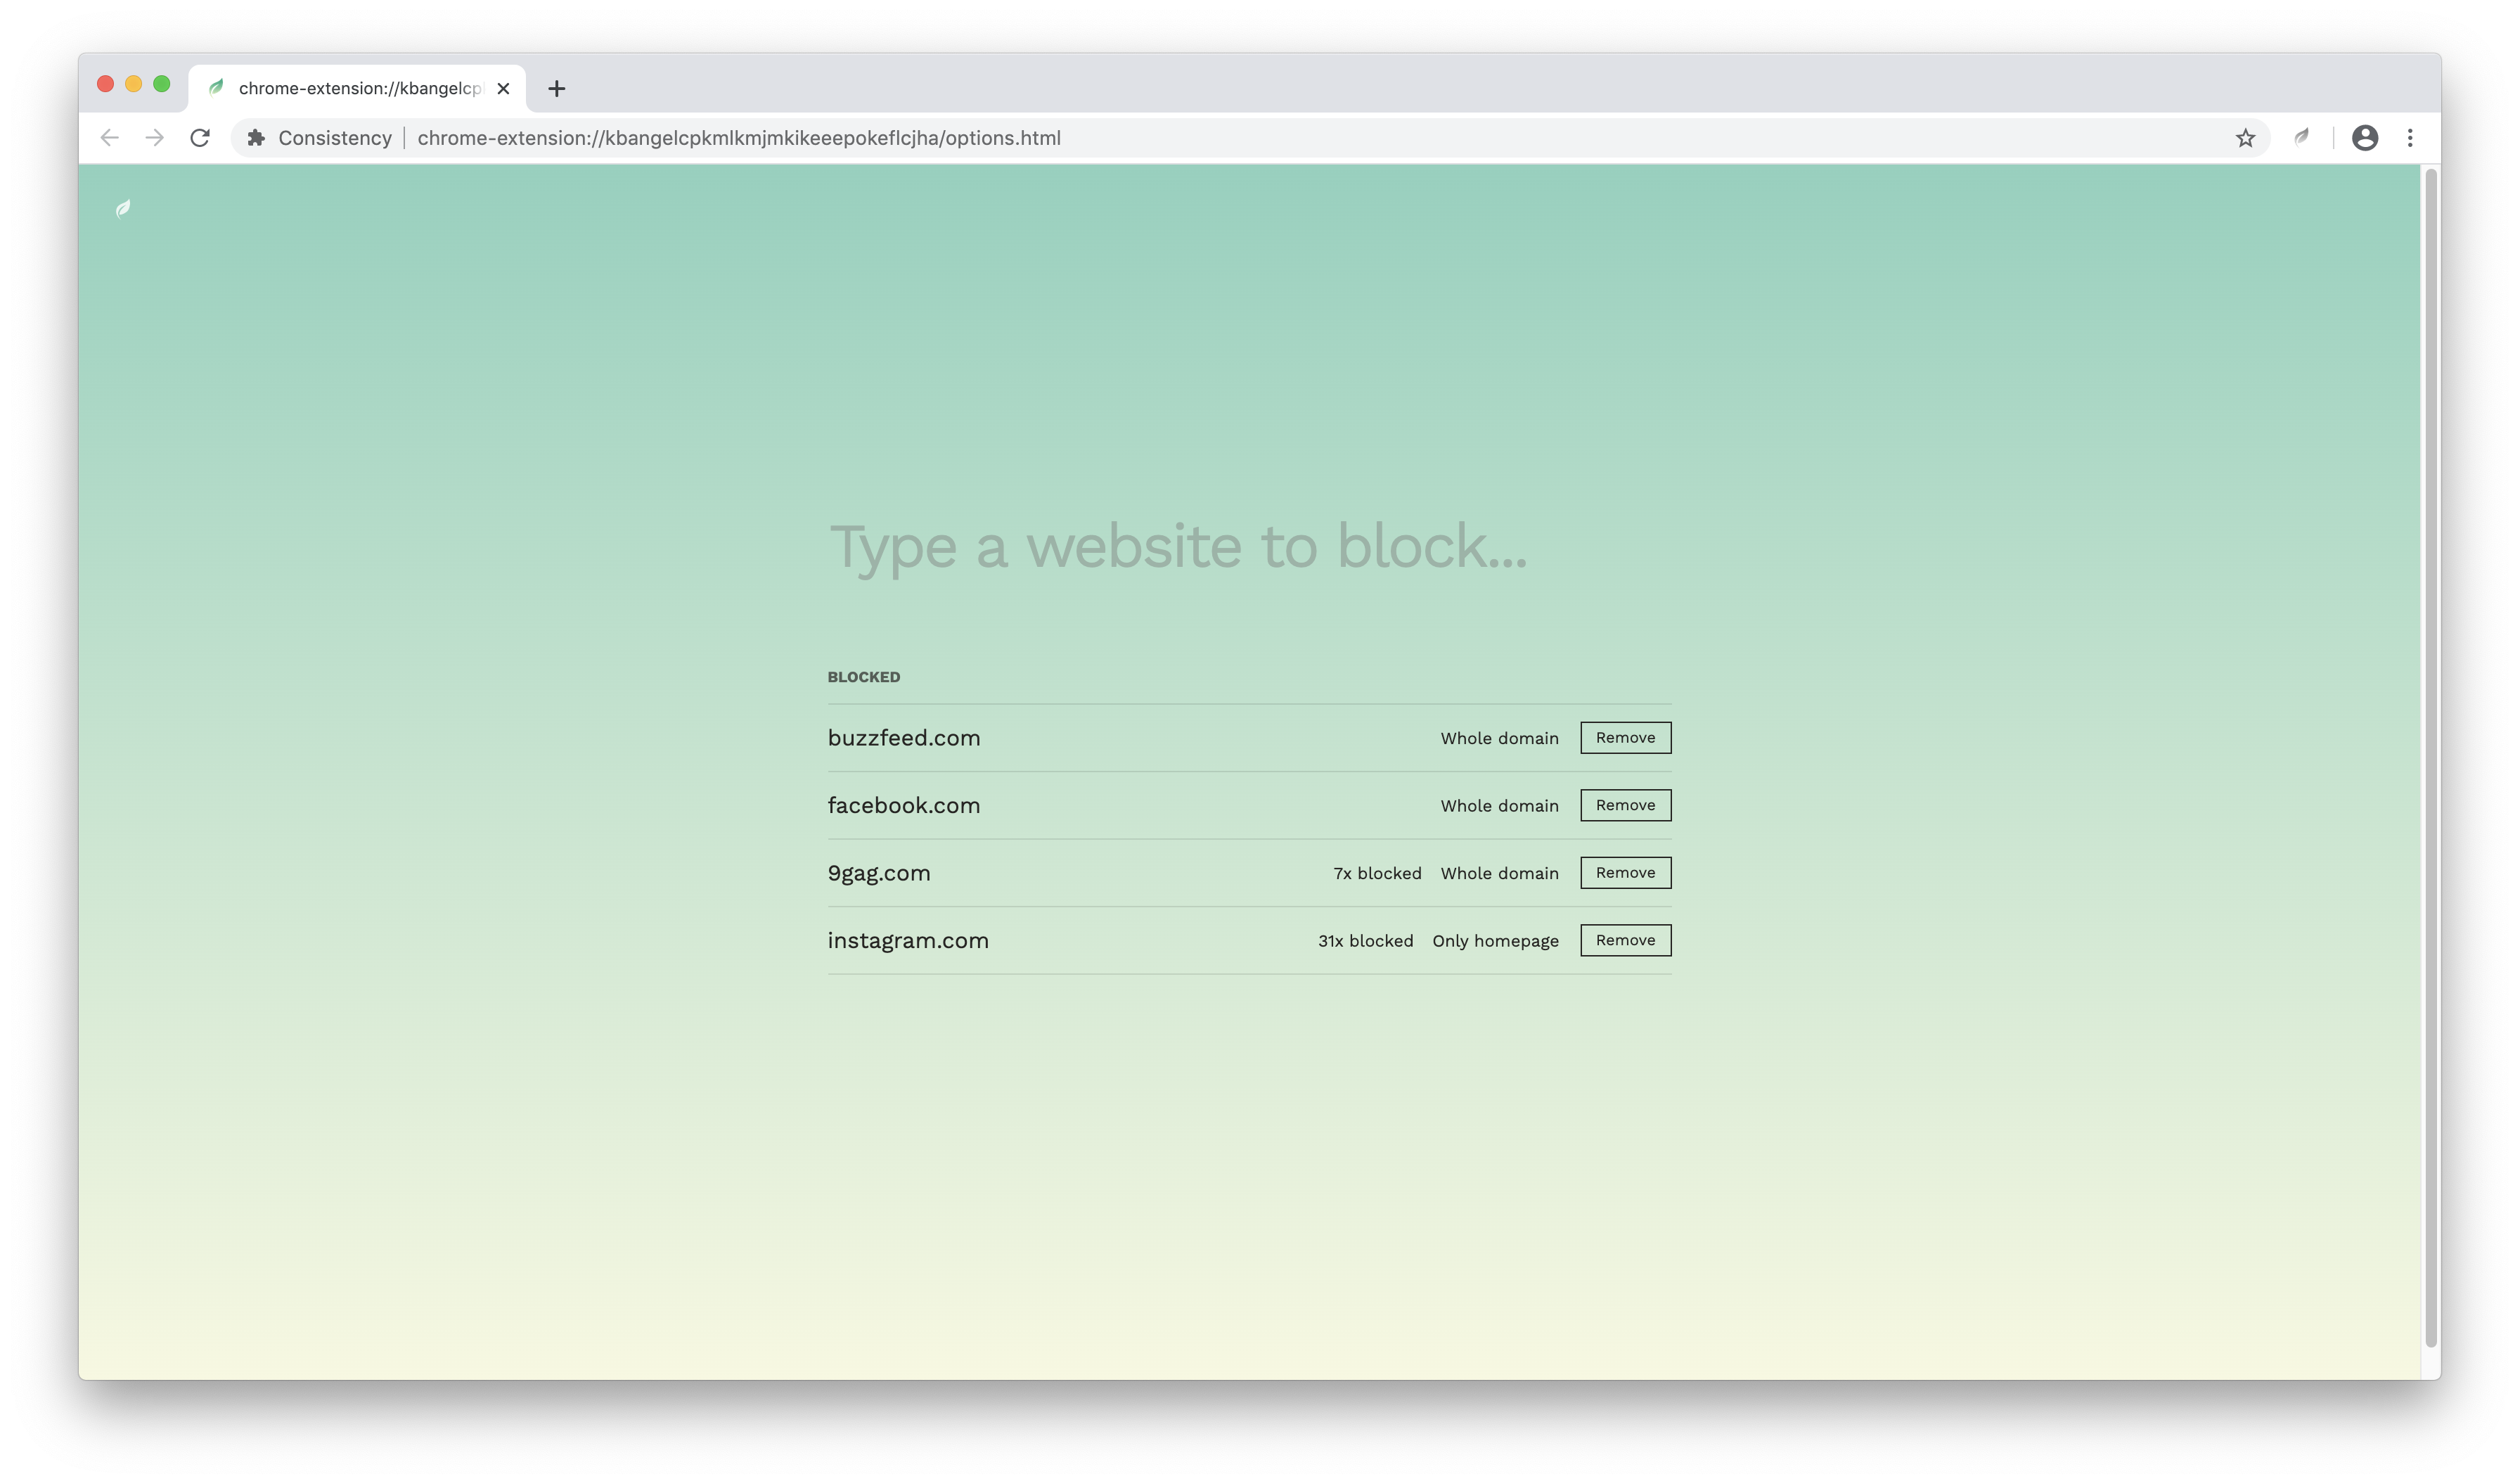 chrome-extension://kbangelcp
Consistency chrome-extension://kbangelcpkmlkmjmkikeeepokeflcjha/options.html
Type a website to block...
BLOCKED
buzzfeed.com Whole domain Remove
facebook.com Whole domain Remove
9gag.com 7x blocked Whole domain Remove
instagram.com 31x blocked Only homepage Remove